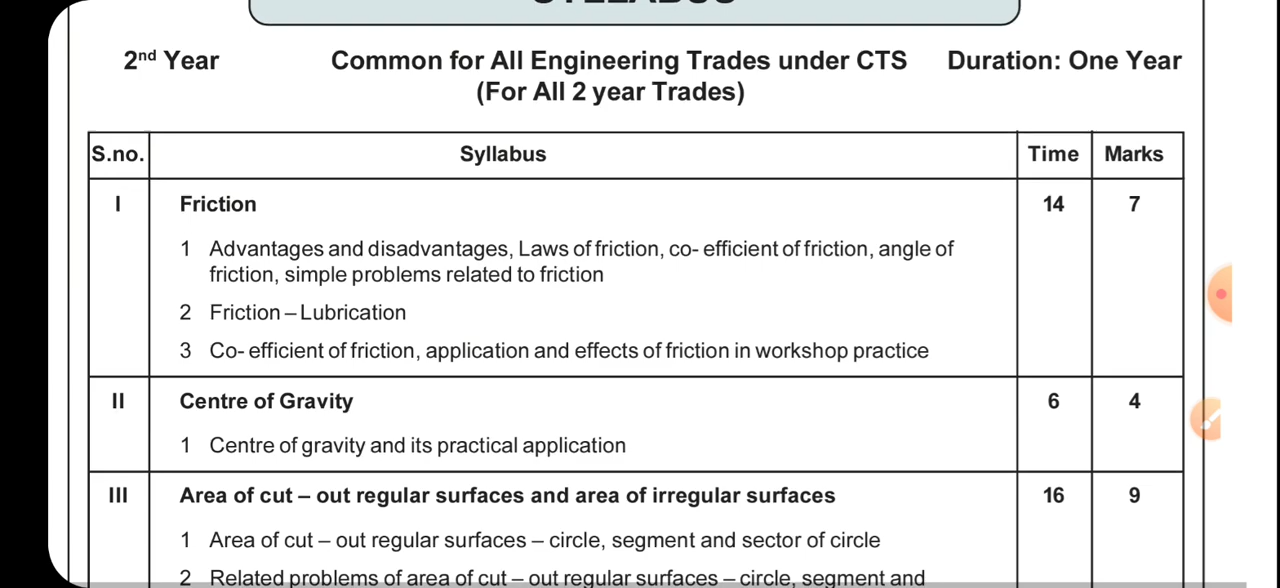 SYLLABUS
2nd Year Common for All Engineering Trades under CTS Duration: One Year
(For All 2 year Trades)
S.no. Syllabus Time Marks
I Friction 14 7
1 Advantages and disadvantages, Laws of friction, co- efficient of friction, angle of
friction, simple problems related to friction
2 Friction – Lubrication
3 Co- efficient of friction, application and effects of friction in workshop practice
II Centre of Gravity 6 4
1 Centre of gravity and its practical application
III Area of cut – out regular surfaces and area of irregular surfaces 16 9
1 Area of cut – out regular surfaces – circle, segment and sector of circle
2 Related problems of area of cut – out regular surfaces – circle, segment and